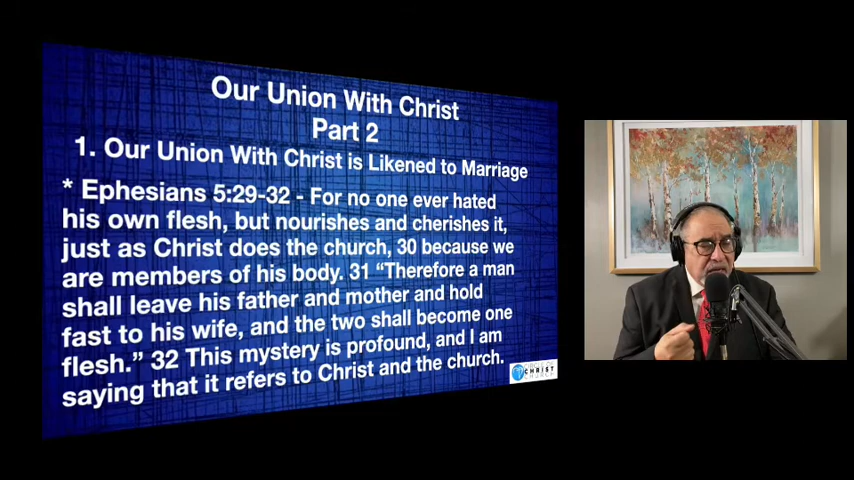 Our Union With Christ
Part 2
1. Our Union With Christ is Likened to Marriage
* Ephesians 5:29-32 - For no one ever hated
his own flesh, but nourishes and cherishes it,
just as Christ does the church, 30 because we
are members of his body. 31 “Therefore a man
shall leave his father and mother and hold
fast to his wife, and the two shall become one
flesh.” 32 This mystery is profound, and I am
saying that it refers to Christ and the church.
CHRIST
CHURCH